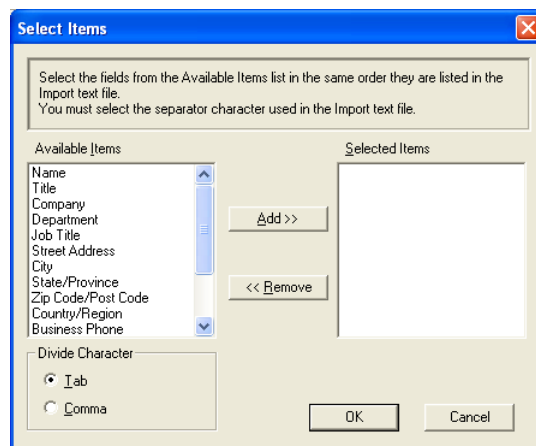 Select Items
Select the fields from the Available Items list in the same order they are listed in the
Import text file.
You must select the separator character used in the Import text file.
Available Items
Selected Items
Name
Title
Company
Department
Job Title
Street Address
City
State/Province
Zip Code/Post Code
Country/Region
Business Phone
Add >>
<< Remove
Divide Character
Tab
Comma
OK
Cancel